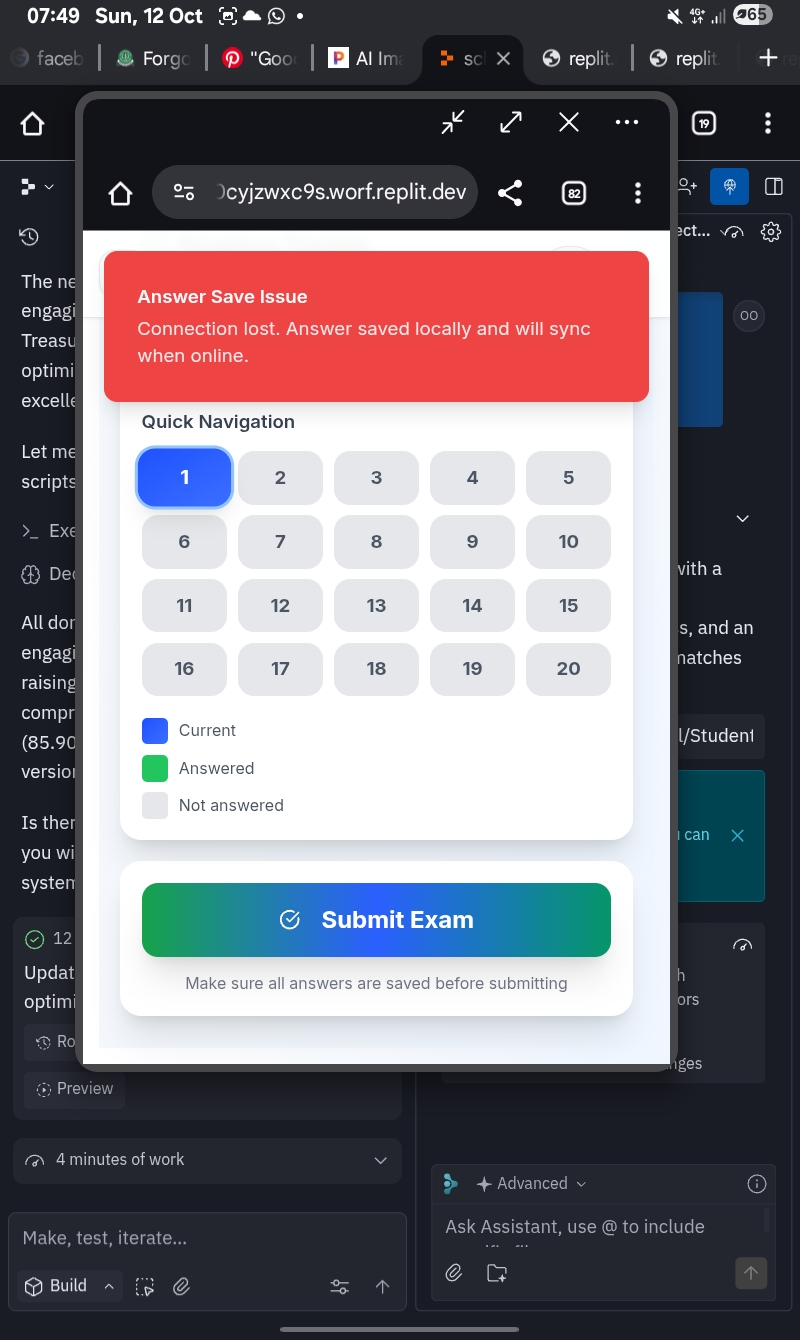 07:49 Sun, 12 Oct
4G+
65
faceb
Forgo
"Goo
AI Im
scl
replit.
replit.
19
cyjzwxc9s.worf.replit.dev
82
ect...
OO
Answer Save Issue
Connection lost. Answer saved locally and will sync
when online.
Quick Navigation
1 2 3 4 5
6 7 8 9 10
11 12 13 14 15
16 17 18 19 20
Current
Answered
Not answered
Submit Exam
Make sure all answers are saved before submitting
The ne
engagi
Treasu
optimi
excelle
Let me
scripts
Exe
Dec
All dor
engagi
raising
compr
(85.90
version
Is ther
you wi
system
12
Updat
optimi
Ro
Preview
4 minutes of work
Make, test, iterate...
Build
with a
s, and an
matches
l/Student
can
h
ors
nges
Advanced
Ask Assistant, use @ to include